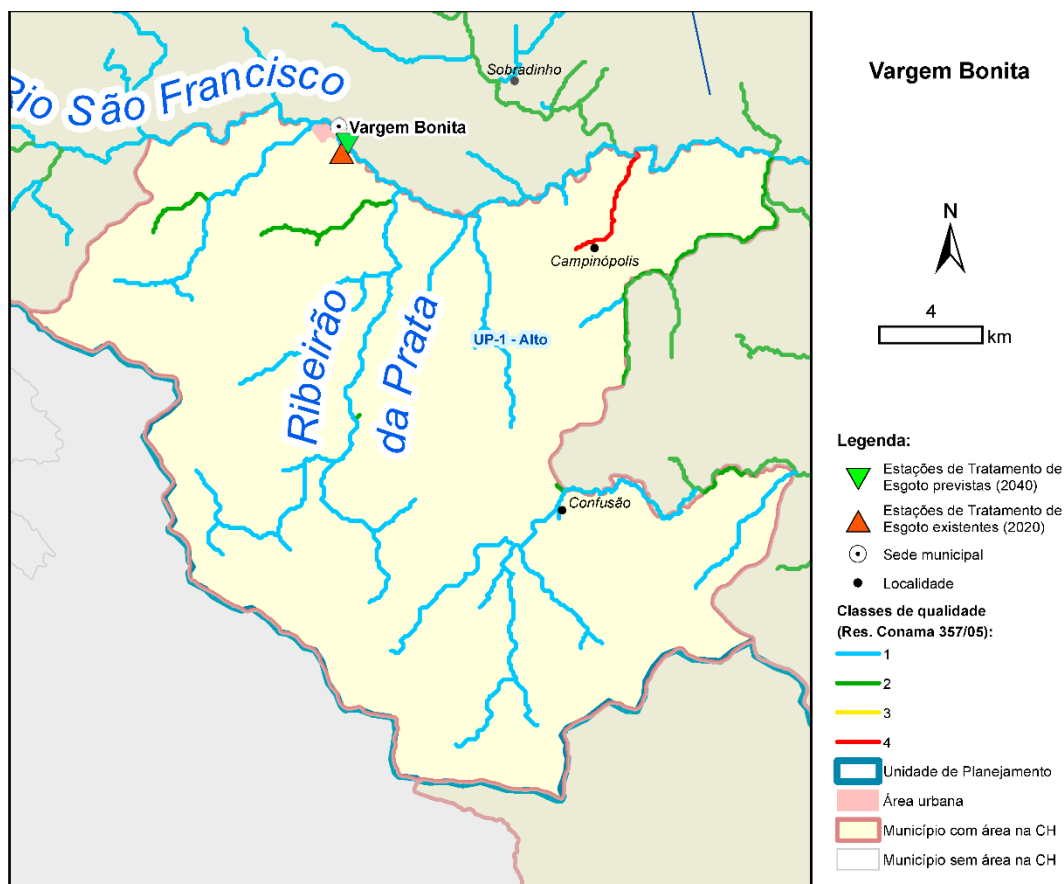 Rio São Francisco
Sobradinho
Vargem Bonita
Campinópolis
UP-1 - Alto
Ribeirão
da Prata
Confusão
Vargem Bonita
N
4
km
Legenda:
Estações de Tratamento de
Esgoto previstas (2040)
Estações de Tratamento de
Esgoto existentes (2020)
Sede municipal
Localidade
Classes de qualidade
(Res. Conama 357/05):
1
2
3
4
Unidade de Planejamento
Área urbana
Município com área na CH
Município sem área na CH